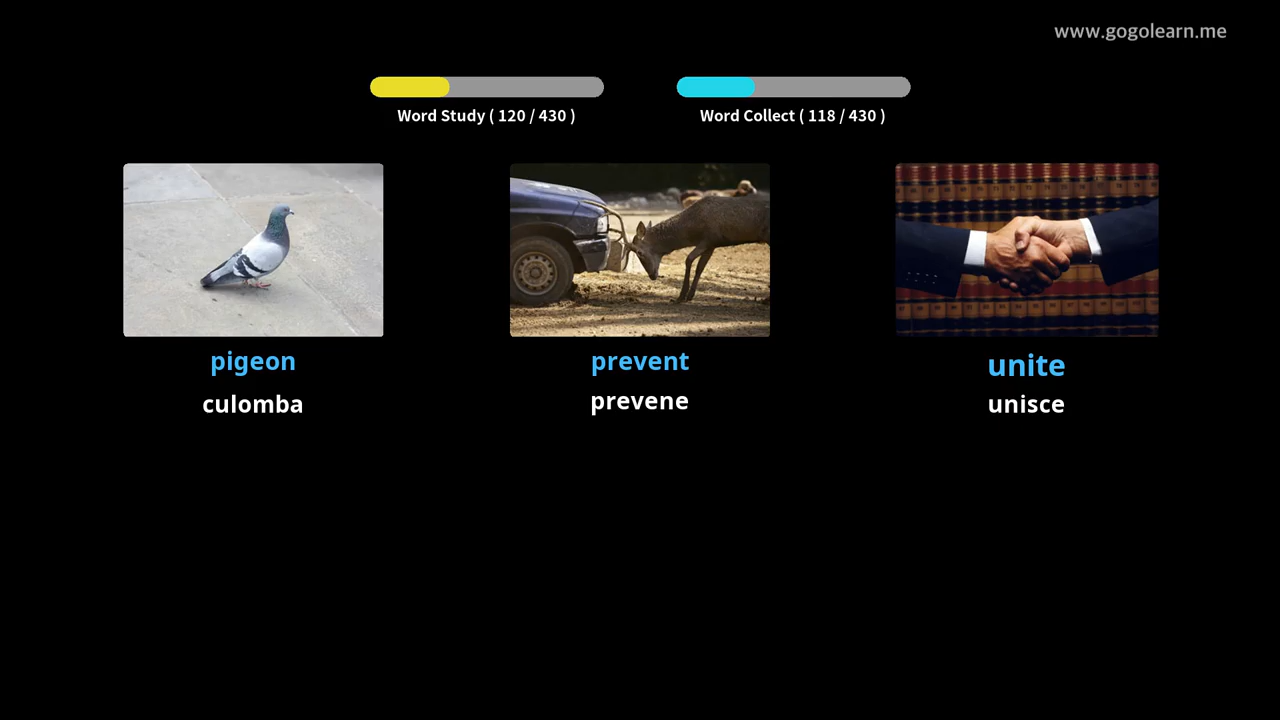 www.gogolearn.me
Word Study ( 120 / 430 )
Word Collect ( 118 / 430 )
pigeon
culomba
prevent
prevene
unite
unisce